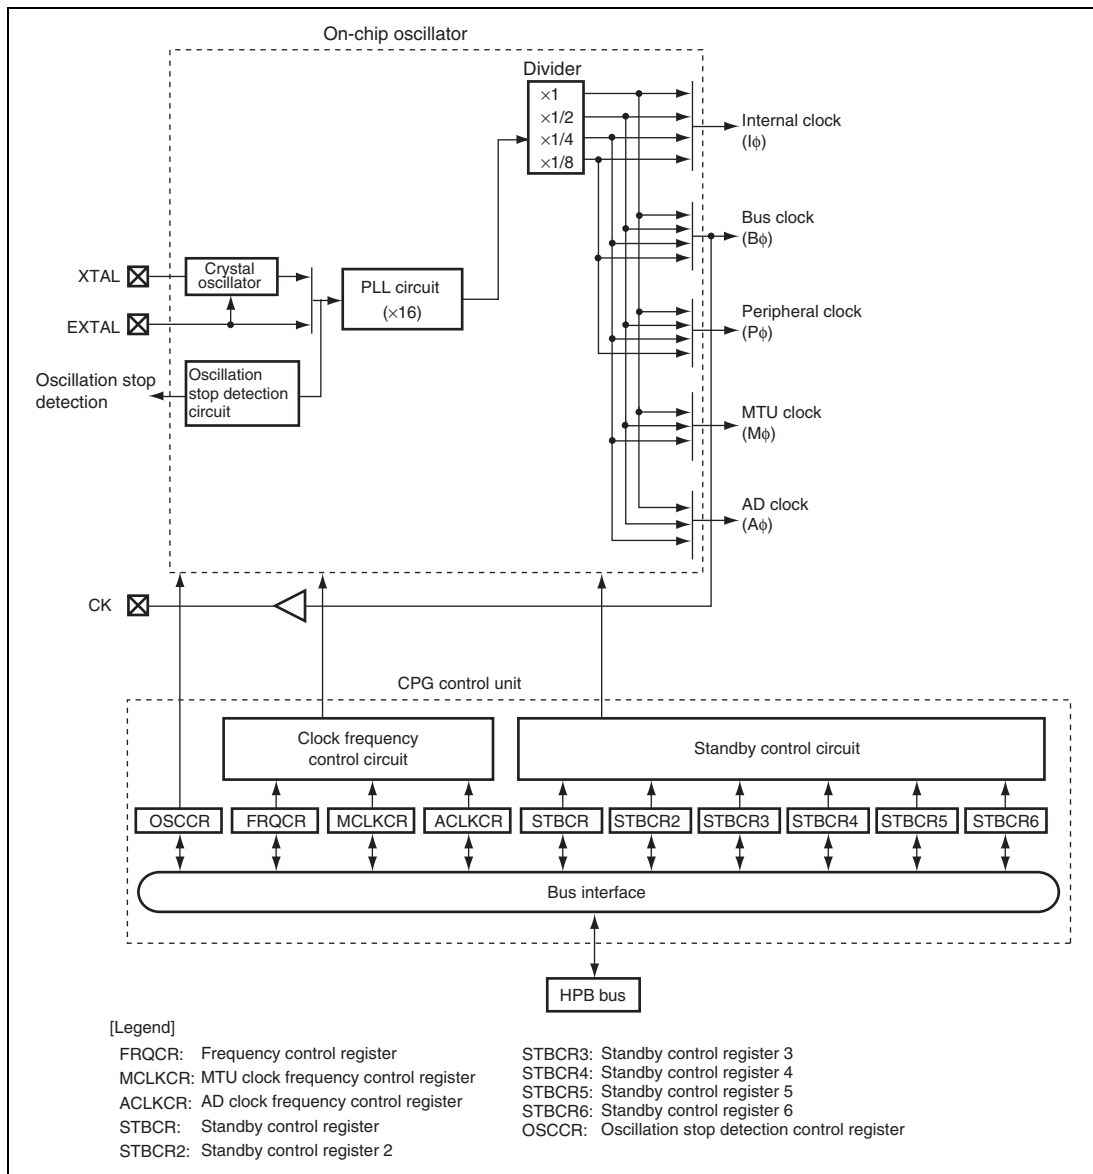 On-chip oscillator
Divider
×1
×1/2
×1/4
×1/8
Internal clock
(Iϕ)
Bus clock
(Bϕ)
XTAL
Crystal
oscillator
PLL circuit
(×16)
EXTAL
Peripheral clock
(Pϕ)
Oscillation stop
detection
Oscillation
stop detection
circuit
MTU clock
(Mϕ)
AD clock
(Aϕ)
CK
CPG control unit
Clock frequency
control circuit
Standby control circuit
OSCCR
FRQCR
MCLKCR
ACLKCR
STBCR
STBCR2
STBCR3
STBCR4
STBCR5
STBCR6
Bus interface
HPB bus
[Legend]
FRQCR: Frequency control register
MCLKCR: MTU clock frequency control register
ACLKCR: AD clock frequency control register
STBCR: Standby control register
STBCR2: Standby control register 2
STBCR3: Standby control register 3
STBCR4: Standby control register 4
STBCR5: Standby control register 5
STBCR6: Standby control register 6
OSCCR: Oscillation stop detection control register